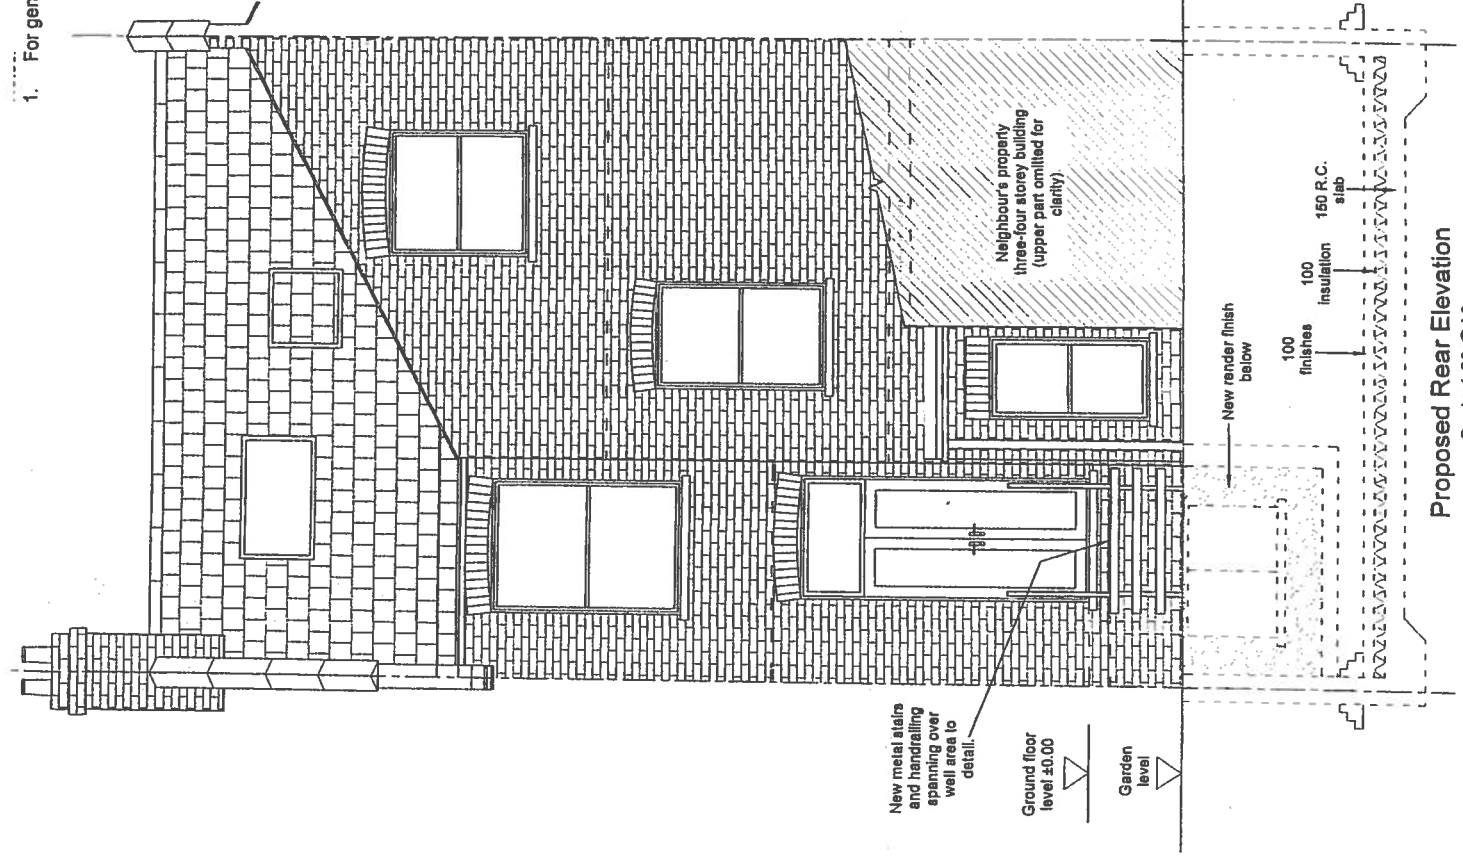 1. For gen
Neighbour's property
three-four storey building
(upper part omitted for
clarity)
New metal stairs
and handrailing
spanning over
well area to
detail.
Ground floor
level ±0.00
Garden
level
New render finish
below
100
finishes
100
insulation
150 R.C.
slab
Proposed Rear Elevation